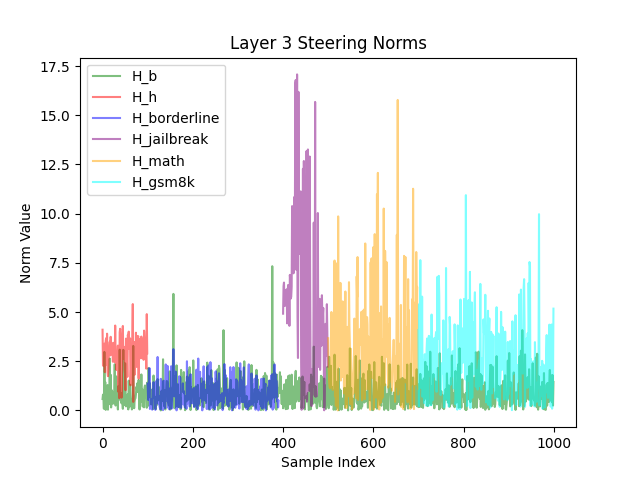 Layer 3 Steering Norms
17.5
15.0
12.5
10.0
7.5
5.0
2.5
0.0
Norm Value
H_b
H_h
H_borderline
H_jailbreak
H_math
H_gsm8k
0 200 400 600 800 1000
Sample Index